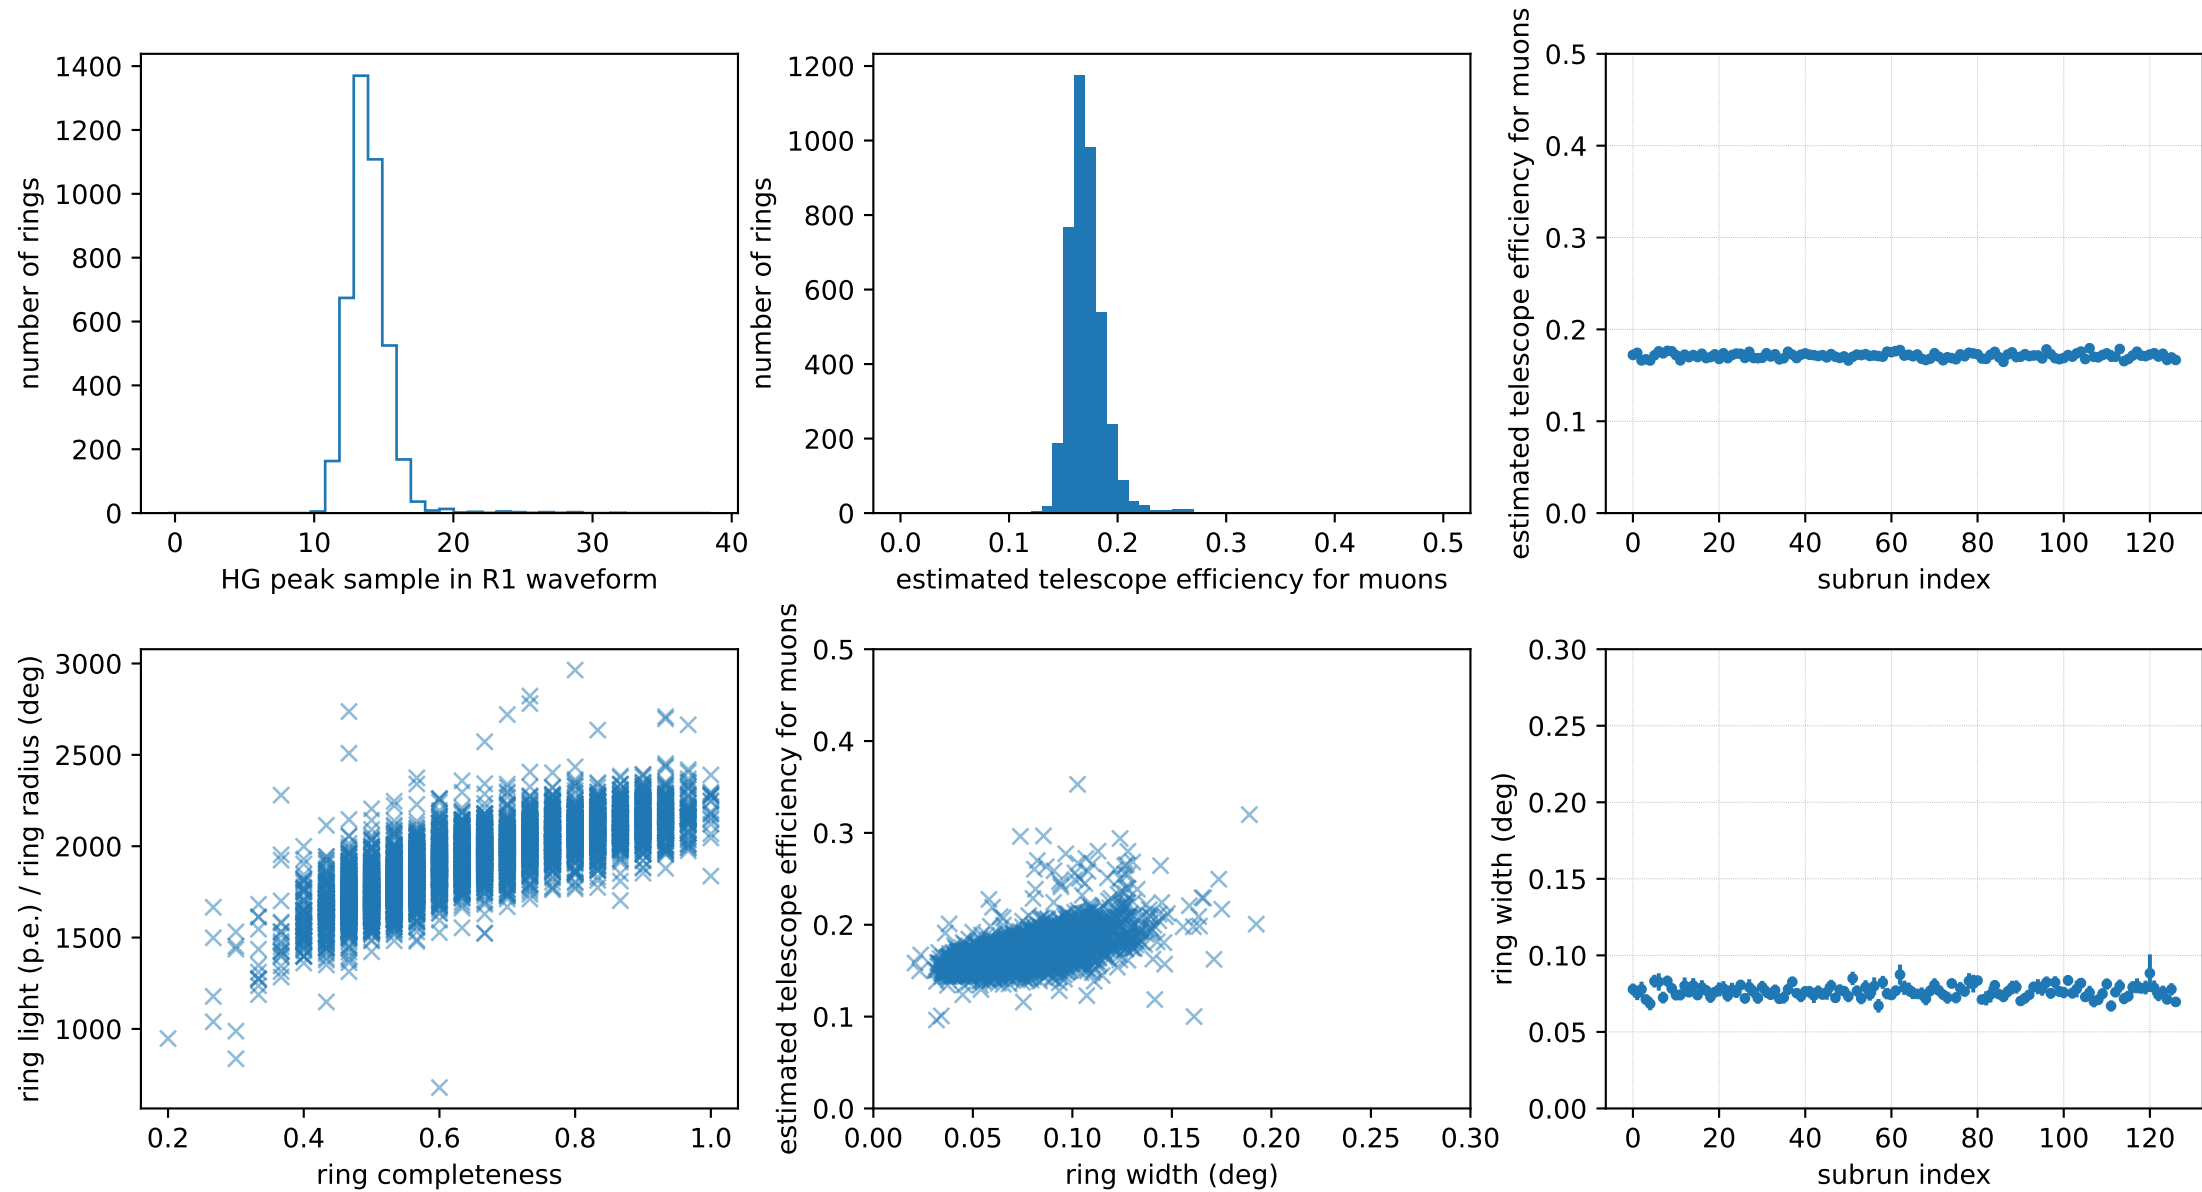 1400
1200
1000
800
600
400
200
0
number of rings
0 10 20 30 40
HG peak sample in R1 waveform
1200
1000
800
600
400
200
0
number of rings
0.0 0.1 0.2 0.3 0.4 0.5
estimated telescope efficiency for muons
0.5
0.4
0.3
0.2
0.1
0.0
estimated telescope efficiency for muons
0 20 40 60 80 100 120
subrun index
3000
2500
2000
1500
1000
ring light (p.e.) / ring radius (deg)
0.2 0.4 0.6 0.8 1.0
ring completeness
0.5
0.4
0.3
0.2
0.1
0.0
estimated telescope efficiency for muons
0.00 0.05 0.10 0.15 0.20 0.25 0.30
ring width (deg)
0.30
0.25
0.20
0.15
0.10
0.05
0.00
ring width (deg)
0 20 40 60 80 100 120
subrun index